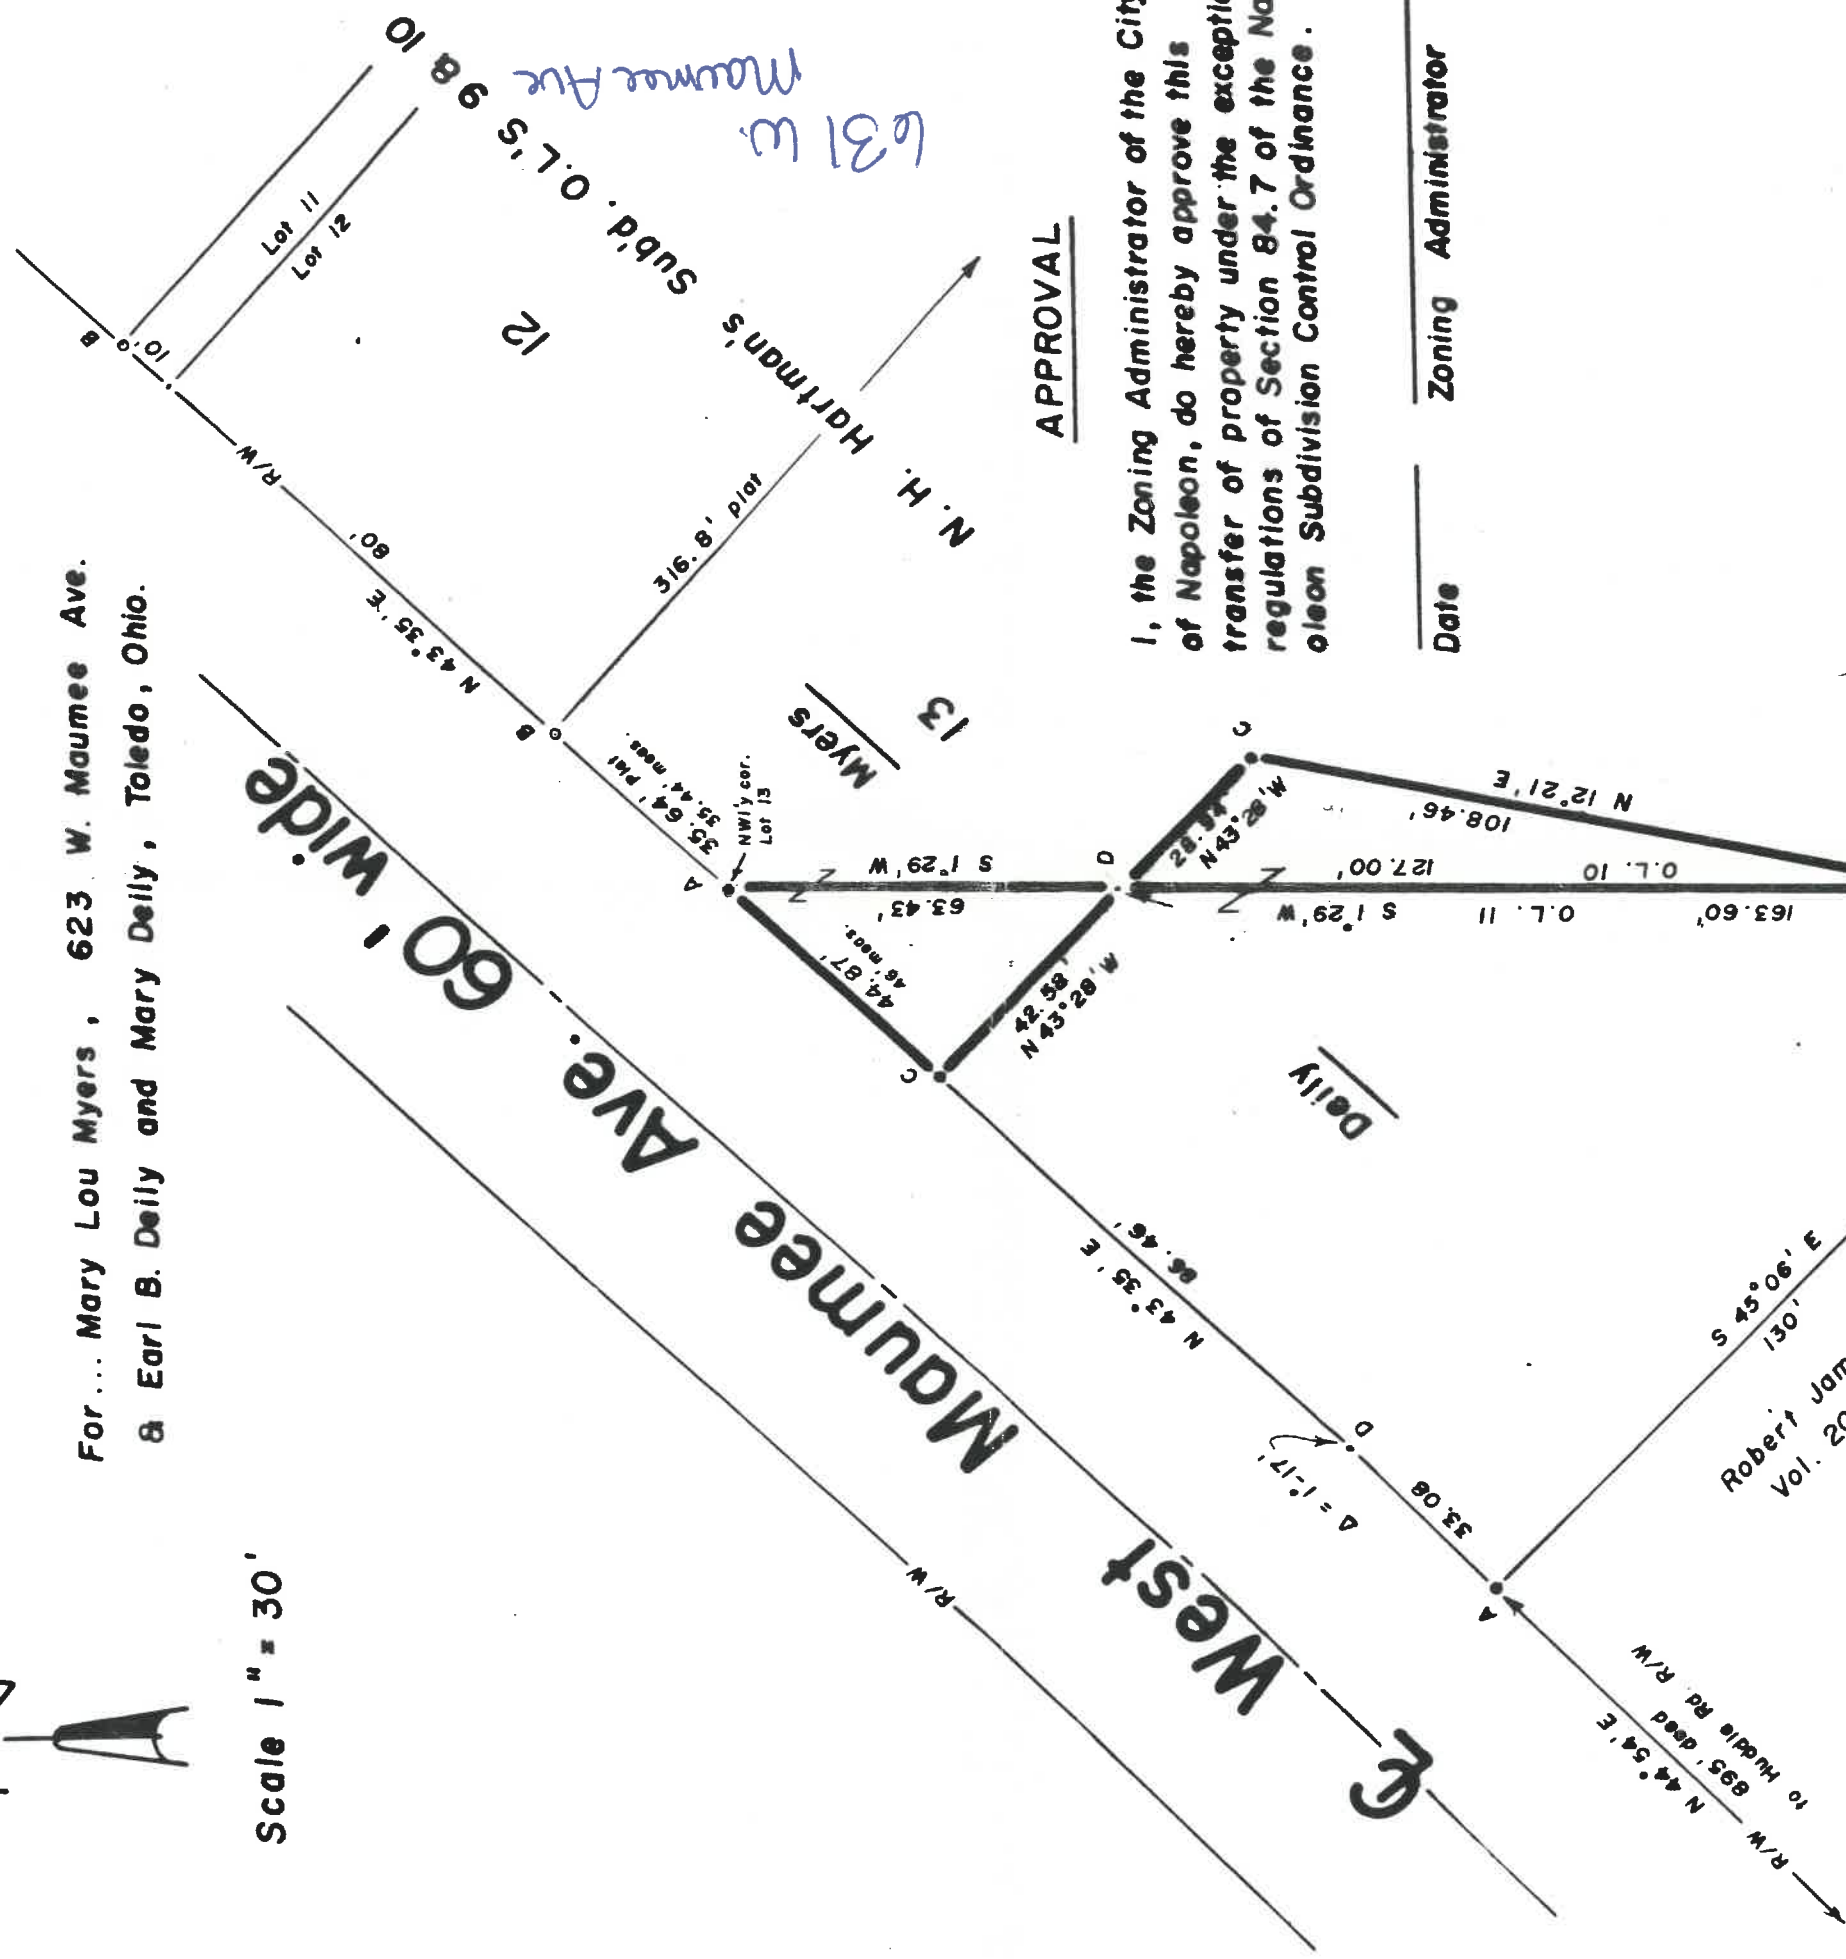 For... Mary Lou Myers, 623 W. Maumee Ave.
& Earl B. Deily and Mary Deily, Toledo, Ohio.
Scale 1" = 30'
Lot 11
Lot 12
B
10'
R/W
80'
N 43° 35' E
B
12
N. H. Hartman's Subd. O.L'S 9 & 10
631 W.
Maumee Ave
316.8' plat
35.64' Plat
35.44' meas.
NW'ly cor.
Lot 13
A
Myers
13
S 1° 29' W
63.43'
44.87'
46' meas.
C
D
42.58'
N 43° 28' W
28.94'
N 43° 28' W
C
N 12° 21' E
108.46'
127.00'
O.L. 10
S 1° 29' W
O.L. 11
163.60'
Deily
N 43° 35' E
96.46'
D
Δ = 1°-17'
33.08
A
S 45° 06' E
130'
Robert
Vol.
N 44° 54' E
895' deed
to Huddle Rd R/W
R/W
R/W
West Maumee Ave. 60' wide
APPROVAL
I, the Zoning Administrator of the City
of Napoleon, do hereby approve this
transfer of property under the
regulations of Section 84.7 of the
oleon Subdivision Control Ordinance.
Date
Zoning Administrator